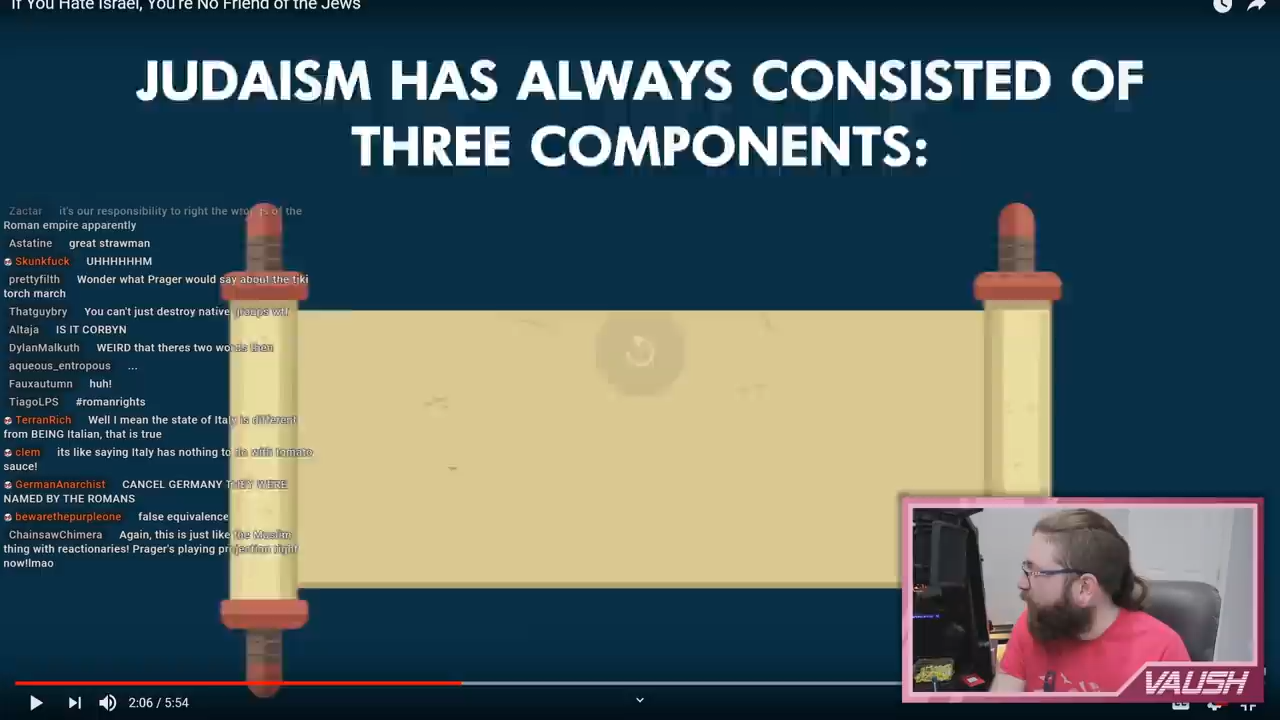 If You Hate Israel, You're No Friend of the Jews
JUDAISM HAS ALWAYS CONSISTED OF
THREE COMPONENTS:
Zactar it's our responsibility to right the wrongs of the
Roman empire apparently
Astatine great strawman
Skunkfuck UHHHHHHM
prettyfilth Wonder what Prager would say about the tiki
torch march
Thatguybry You can't just destroy native groups wtf
Altaja IS IT CORBYN
DylanMalkuth WEIRD that theres two words then
aqueous_entropous ...
Fauxautumn huh!
TiagoLPS #romanrights
TerranRich Well I mean the state of Italy is different
from BEING Italian, that is true
clem its like saying Italy has nothing to do with tomato
sauce!
GermanAnarchist CANCEL GERMANY THEY WERE
NAMED BY THE ROMANS
bewarethepurpleone false equivalence
ChainsawChimera Again, this is just like the Muslim
thing with reactionaries! Prager's playing projection right
now!lmao
VAUSH
2:06 / 5:54